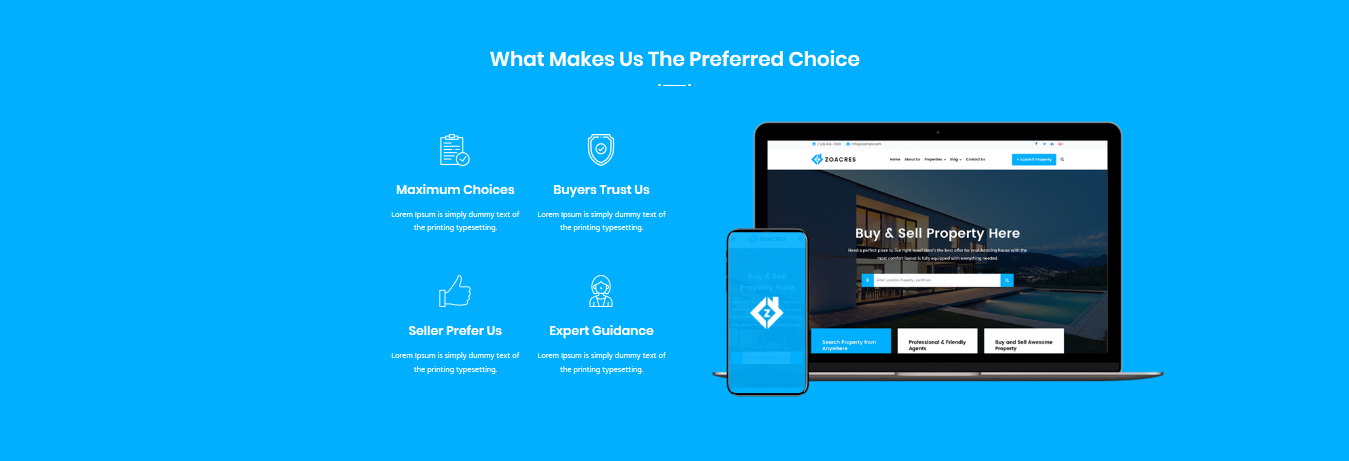 What Makes Us The Preferred Choice
Maximum Choices
Lorem Ipsum is simply dummy text of
the printing typesetting.
Buyers Trust Us
Lorem Ipsum is simply dummy text of
the printing typesetting.
Seller Prefer Us
Lorem Ipsum is simply dummy text of
the printing typesetting.
Expert Guidance
Lorem Ipsum is simply dummy text of
the printing typesetting.
ZOACRES
Home About Us Properties Blog Contact Us
+ Submit Property
Buy & Sell Property Here
Need a perfect place to live right now? Here's the best offer for your Amazing house with the
most comfort layout is fully equipped with everything needed.
Search Property from
Anywhere
Professional & Friendly
Agents
Buy and Sell Awesome
Property
ZOACRES
Buy & Sell
Property Here
Z